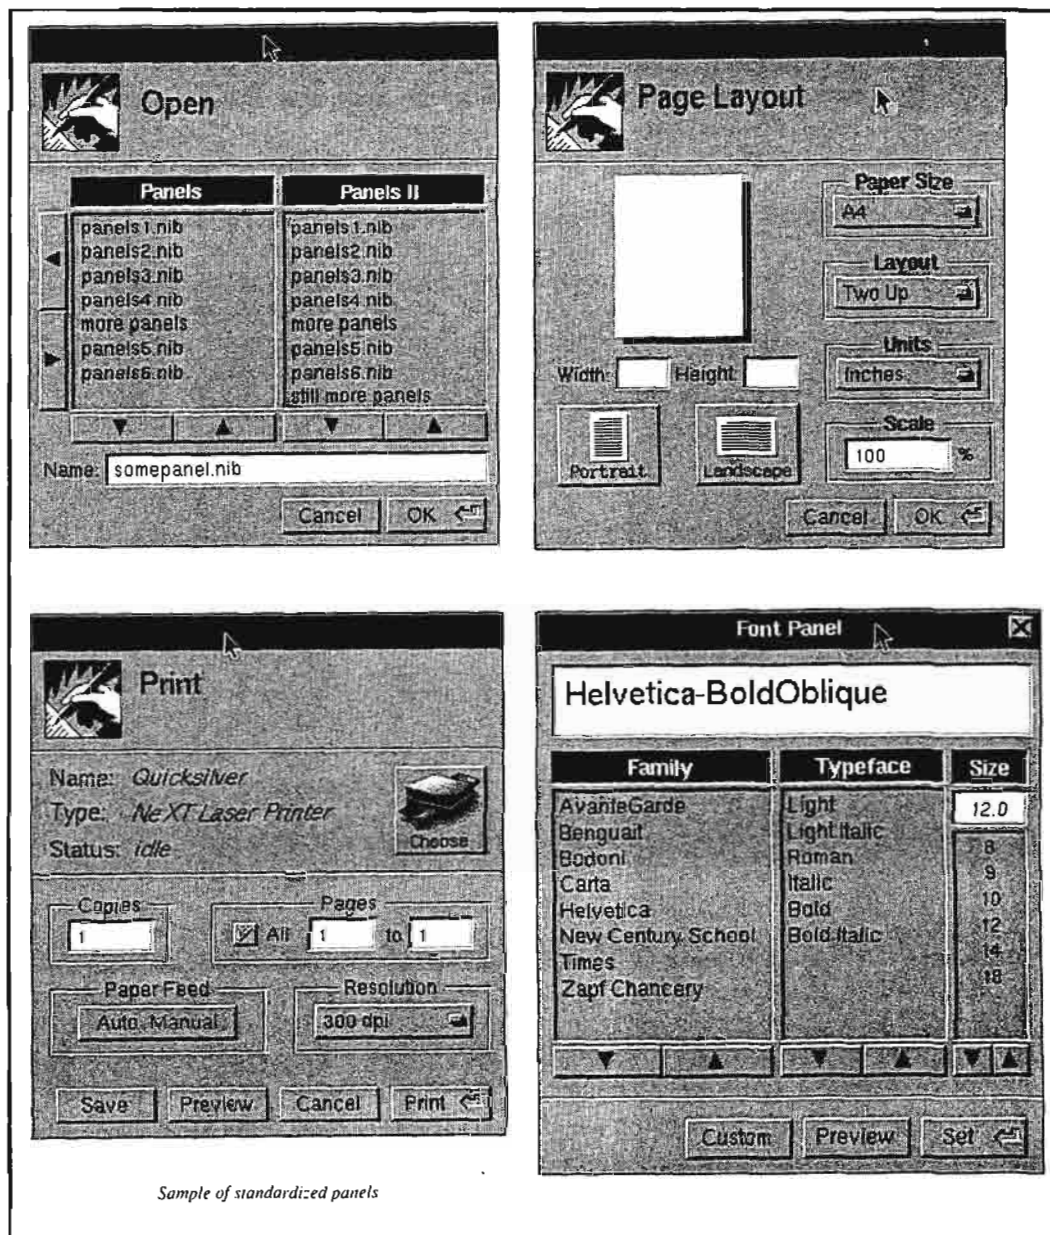 Open
Panels
panels1.nib
panels2.nib
panels3.nib
panels4.nib
more panels
panels5.nib
panels6.nib
Panels II
panels1.nib
panels2.nib
panels3.nib
panels4.nib
more panels
panels5.nib
panels6.nib
still more panels
Name: somepanel.nib
Cancel OK
Page Layout
Paper Size
A4
Layout
Two Up
Units
Inches
Width: Height:
Portrait Landscape
Scale
100 %
Cancel OK
Print
Name: Quicksilver
Type: NeXT Laser Printer
Status: idle
Choose
Copies
1
Pages
All 1 to 1
Paper Feed
Auto Manual
Resolution
300 dpi
Save Preview Cancel Print
Font Panel
Helvetica-BoldOblique
Family
AvanteGarde
Benguait
Bodoni
Carta
Helvetica
New Century School
Times
Zapf Chancery
Typeface
Light
Light Italic
Roman
Italic
Bold
Bold Italic
Size
12.0
8
9
10
12
14
18
Custom Preview Set
Sample of standardized panels